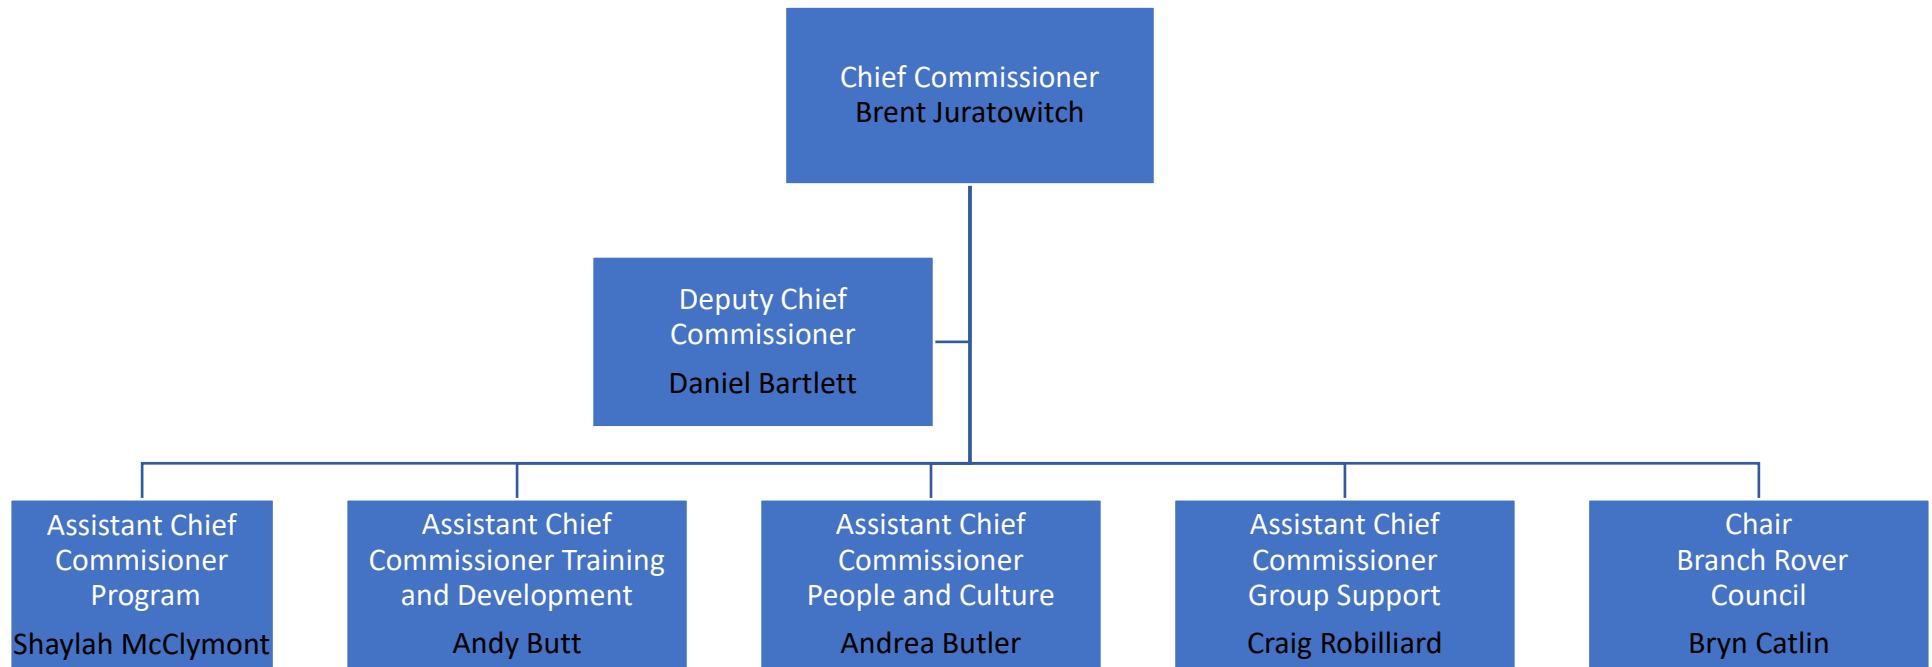 Chief Commissioner
Brent Juratowitch
Deputy Chief
Commissioner
Daniel Bartlett
Assistant Chief
Commisioner
Program
Shaylah McClymont
Assistant Chief
Commissioner Training
and Development
Andy Butt
Assistant Chief
Commissioner
People and Culture
Andrea Butler
Assistant Chief
Commissioner
Group Support
Craig Robilliard
Chair
Branch Rover
Council
Bryn Catlin